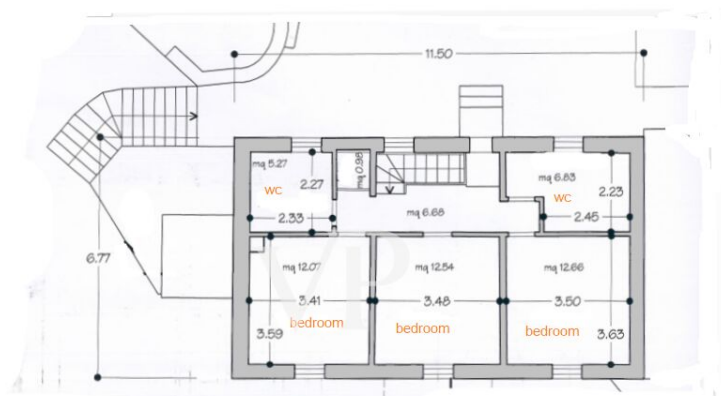 11.50
mq 5.27
wc
2.27
2.33
mq 0.98
mq 6.68
mq 6.83
wc
2.23
2.45
6.77
mq 12.07
mq 12.54
mq 12.66
3.41
3.48
3.50
bedroom
bedroom
bedroom
3.59
3.63
VP